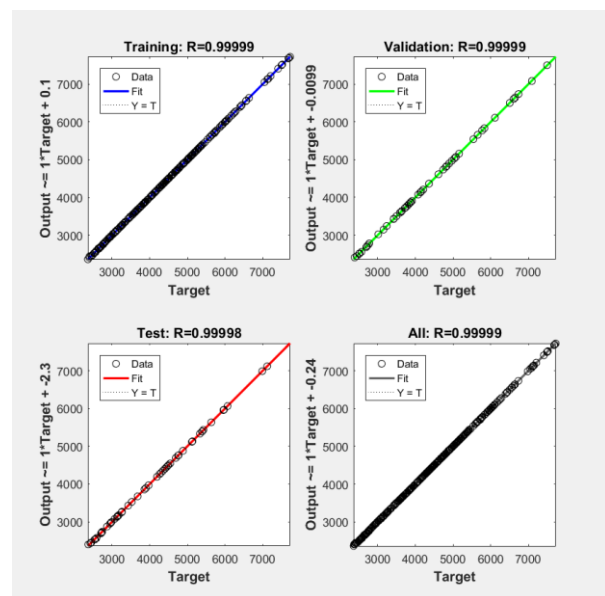 Training: R=0.99999
Output ~= 1*Target + 0.1
7000
6000
5000
4000
3000
Data
Fit
Y = T
3000 4000 5000 6000 7000
Target
Validation: R=0.99999
Output ~= 1*Target + -0.0099
7000
6000
5000
4000
3000
Data
Fit
Y = T
3000 4000 5000 6000 7000
Target
Test: R=0.99998
Output ~= 1*Target + -2.3
7000
6000
5000
4000
3000
Data
Fit
Y = T
3000 4000 5000 6000 7000
Target
All: R=0.99999
Output ~= 1*Target + -0.24
7000
6000
5000
4000
3000
Data
Fit
Y = T
3000 4000 5000 6000 7000
Target